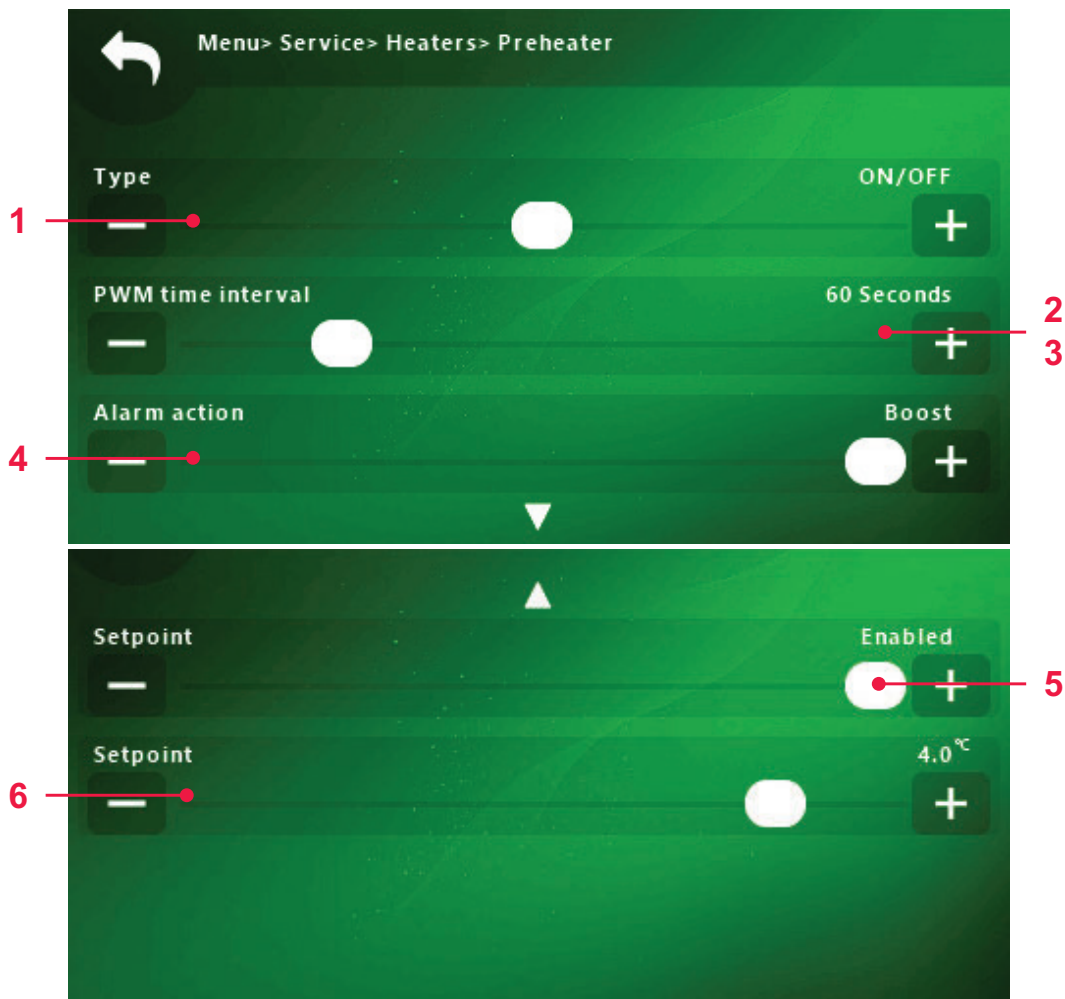 Menu> Service> Heaters> Preheater
Type ON/OFF
1
PWM time interval 60 Seconds
2
3
Alarm action Boost
4
Setpoint Enabled
5
Setpoint 4.0℃
6